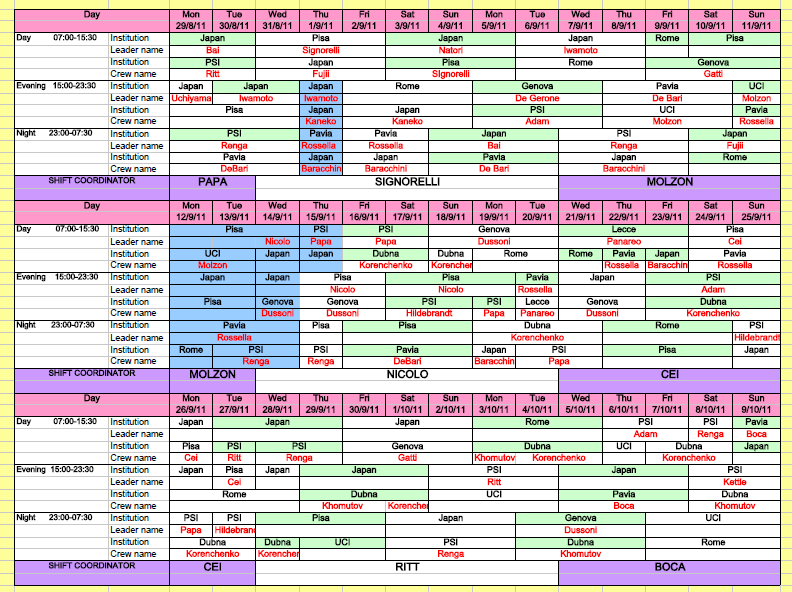 Day Mon Tue Wed Thu Fri Sat Sun Mon Tue Wed Thu Fri Sat Sun
29/8/11 30/8/11 31/8/11 1/9/11 2/9/11 3/9/11 4/9/11 5/9/11 6/9/11 7/9/11 8/9/11 9/9/11 10/9/11 11/9/11
Day 07:00-15:30 Institution Japan Pisa Japan Japan Rome Pisa
Leader name Bai Signorelli Natori Iwamoto
Institution PSI Japan Pisa Rome Genova
Crew name Ritt Fujii SIgnorelli Gatti
Evening 15:00-23:30 Institution Japan Japan Japan Rome Genova Pavia UCI
Leader name Uchiyama Iwamoto Iwamoto De Gerone De Bari Molzon
Institution Pisa Japan Japan PSI UCI Pavia
Crew name Kaneko Kaneko Adam Molzon Rossella
Night 23:00-07:30 Institution PSI Pavia Pavia Japan PSI Japan
Leader name Renga Rossella Rossella Bai Renga Fujii
Institution Pavia Japan Japan Pavia Japan Rome
Crew name DeBari Baracchin Baracchini De Bari Baracchini
SHIFT COORDINATOR PAPA SIGNORELLI MOLZON
Day Mon Tue Wed Thu Fri Sat Sun Mon Tue Wed Thu Fri Sat Sun
12/9/11 13/9/11 14/9/11 15/9/11 16/9/11 17/9/11 18/9/11 19/9/11 20/9/11 21/9/11 22/9/11 23/9/11 24/9/11 25/9/11
Day 07:00-15:30 Institution Pisa PSI PSI Genova Lecce Pisa
Leader name Nicolo Papa Papa Dussoni Panareo Cei
Institution UCI Japan Japan Dubna Dubna Rome Rome Pavia Japan Pavia
Crew name Molzon Korenchenko Korencher Rossella Baracchin Rossella
Evening 15:00-23:30 Institution Japan Japan Pisa Pisa Pavia Japan PSI
Leader name Nicolo Nicolo Rossella Adam
Institution Pisa Genova Genova PSI PSI Lecce Genova Dubna
Crew name Dussoni Dussoni Hildebrandt Papa Panareo Dussoni Korenchenko
Night 23:00-07:30 Institution Pavia Pisa Pisa Dubna Rome PSI
Leader name Rossella Korenchenko Hildebrandt
Institution Rome PSI PSI Pavia Japan PSI Pisa Japan
Crew name Renga Renga DeBari Baracchin Papa
SHIFT COORDINATOR MOLZON NICOLO CEI
Day Mon Tue Wed Thu Fri Sat Sun Mon Tue Wed Thu Fri Sat Sun
26/9/11 27/9/11 28/9/11 29/9/11 30/9/11 1/10/11 2/10/11 3/10/11 4/10/11 5/10/11 6/10/11 7/10/11 8/10/11 9/10/11
Day 07:00-15:30 Institution Japan Japan Japan Rome PSI PSI Pavia
Leader name Adam Renga Boca
Institution Pisa PSI PSI Genova Dubna UCI Dubna Japan
Crew name Cei Ritt Renga Gatti Khomutov Korenchenko Korenchenko
Evening 15:00-23:30 Institution Japan Pisa Japan Japan PSI Japan PSI
Leader name Cei Ritt Kettle
Institution Rome Dubna UCI Pavia Dubna
Crew name Khomutov Korencher Boca Khomutov
Night 23:00-07:30 Institution PSI PSI Pisa Japan Genova UCI
Leader name Papa Hildebrand Dussoni
Institution Dubna Dubna UCI PSI Dubna Rome
Crew name Korenchenko Korencher Renga Khomutov
SHIFT COORDINATOR CEI RITT BOCA